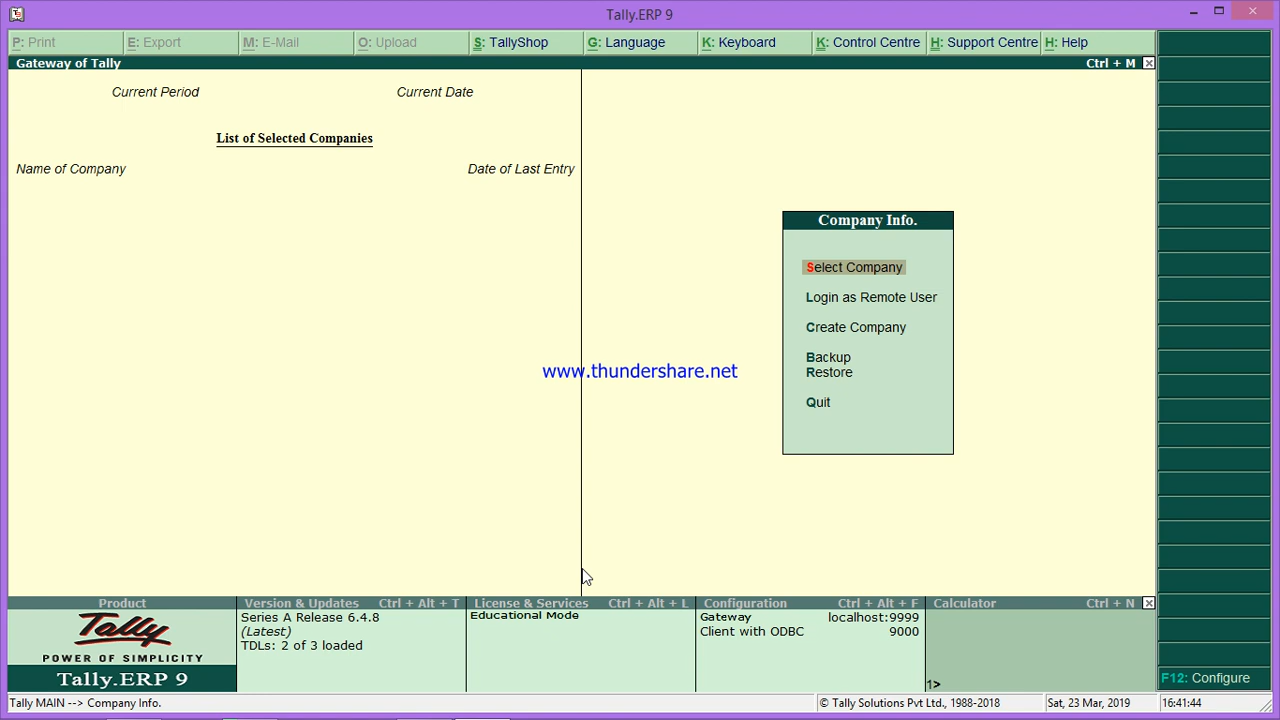 Tally.ERP 9
P: Print E: Export M: E-Mail O: Upload S: TallyShop G: Language K: Keyboard K: Control Centre H: Support Centre H: Help
Gateway of Tally Ctrl + M
Current Period Current Date
List of Selected Companies
Name of Company Date of Last Entry
Company Info.
Select Company
Login as Remote User
Create Company
Backup
Restore
Quit
www.thundershare.net
Product
Tally
POWER OF SIMPLICITY
Tally.ERP 9
Version & Updates Ctrl + Alt + T
Series A Release 6.4.8
(Latest)
TDLs: 2 of 3 loaded
License & Services Ctrl + Alt + L
Educational Mode
Configuration Ctrl + Alt + F
Gateway localhost:9999
Client with ODBC 9000
Calculator Ctrl + N
1>
F12: Configure
Tally MAIN --> Company Info. © Tally Solutions Pvt Ltd., 1988-2018 Sat, 23 Mar, 2019 16:41:44